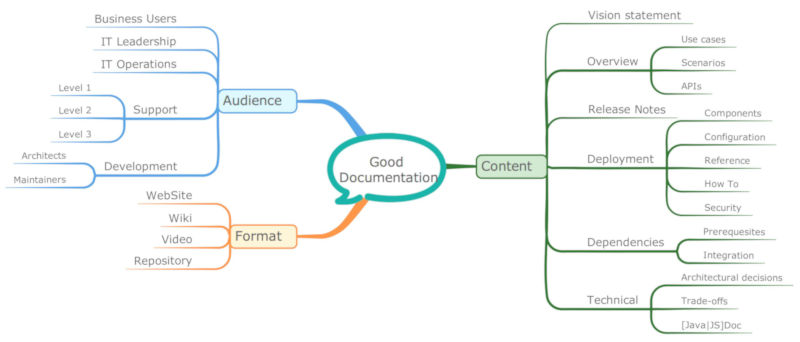 Good
Documentation
Audience
Business Users
IT Leadership
IT Operations
Support
Level 1
Level 2
Level 3
Development
Architects
Maintainers
Format
WebSite
Wiki
Video
Repository
Content
Vision statement
Overview
Use cases
Scenarios
APIs
Release Notes
Deployment
Components
Configuration
Reference
How To
Security
Dependencies
Prerequesites
Integration
Technical
Architectural decisions
Trade-offs
[Java|JS]Doc